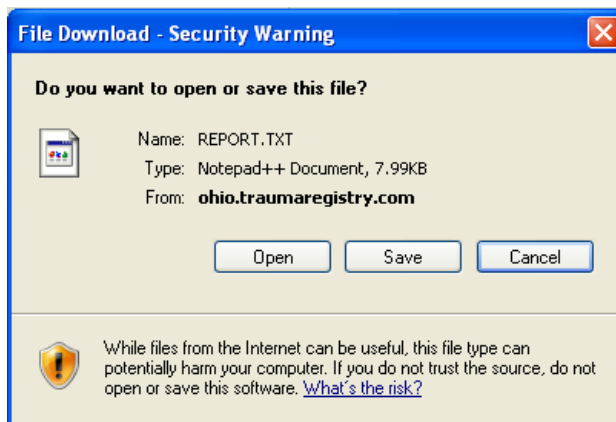 File Download - Security Warning
Do you want to open or save this file?
Name: REPORT.TXT
Type: Notepad++ Document, 7.99KB
From: ohio.traumaregistry.com
Open Save Cancel
While files from the Internet can be useful, this file type can
potentially harm your computer. If you do not trust the source, do not
open or save this software. What's the risk?